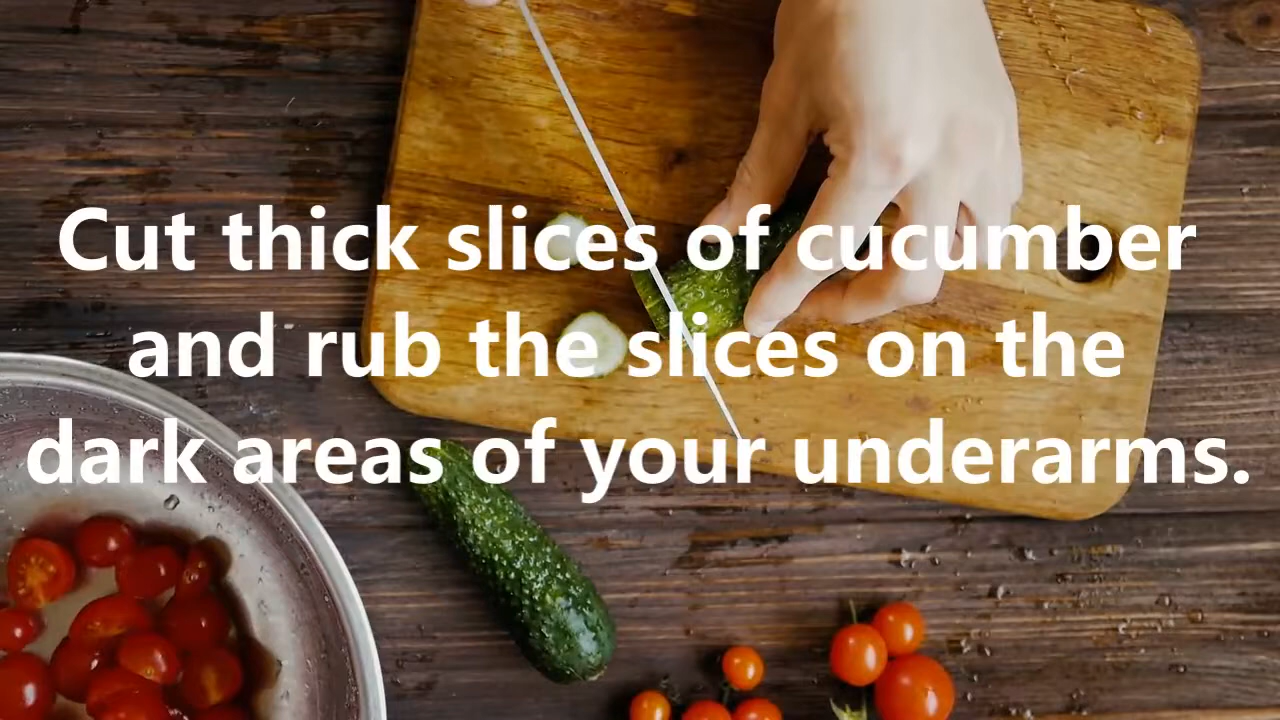 Cut thick slices of cucumber
and rub the slices on the
dark areas of your underarms.